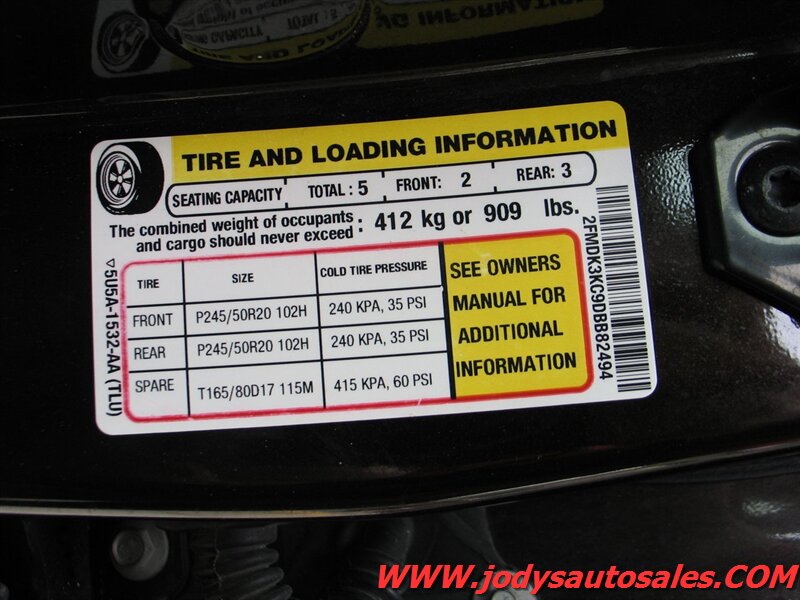 TIRE AND LOADING INFORMATION
SEATING CAPACITY TOTAL : 5 FRONT: 2 REAR: 3
The combined weight of occupants and cargo should never exceed : 412 kg or 909 lbs.
TIRE SIZE COLD TIRE PRESSURE
FRONT P245/50R20 102H 240 KPA, 35 PSI
REAR P245/50R20 102H 240 KPA, 35 PSI
SPARE T165/80D17 115M 415 KPA, 60 PSI
SEE OWNERS
MANUAL FOR
ADDITIONAL
INFORMATION
5U5A-1532-AA (TLU)
2FMDK3KC9DBB82494
WWW.jodysautosales.COM